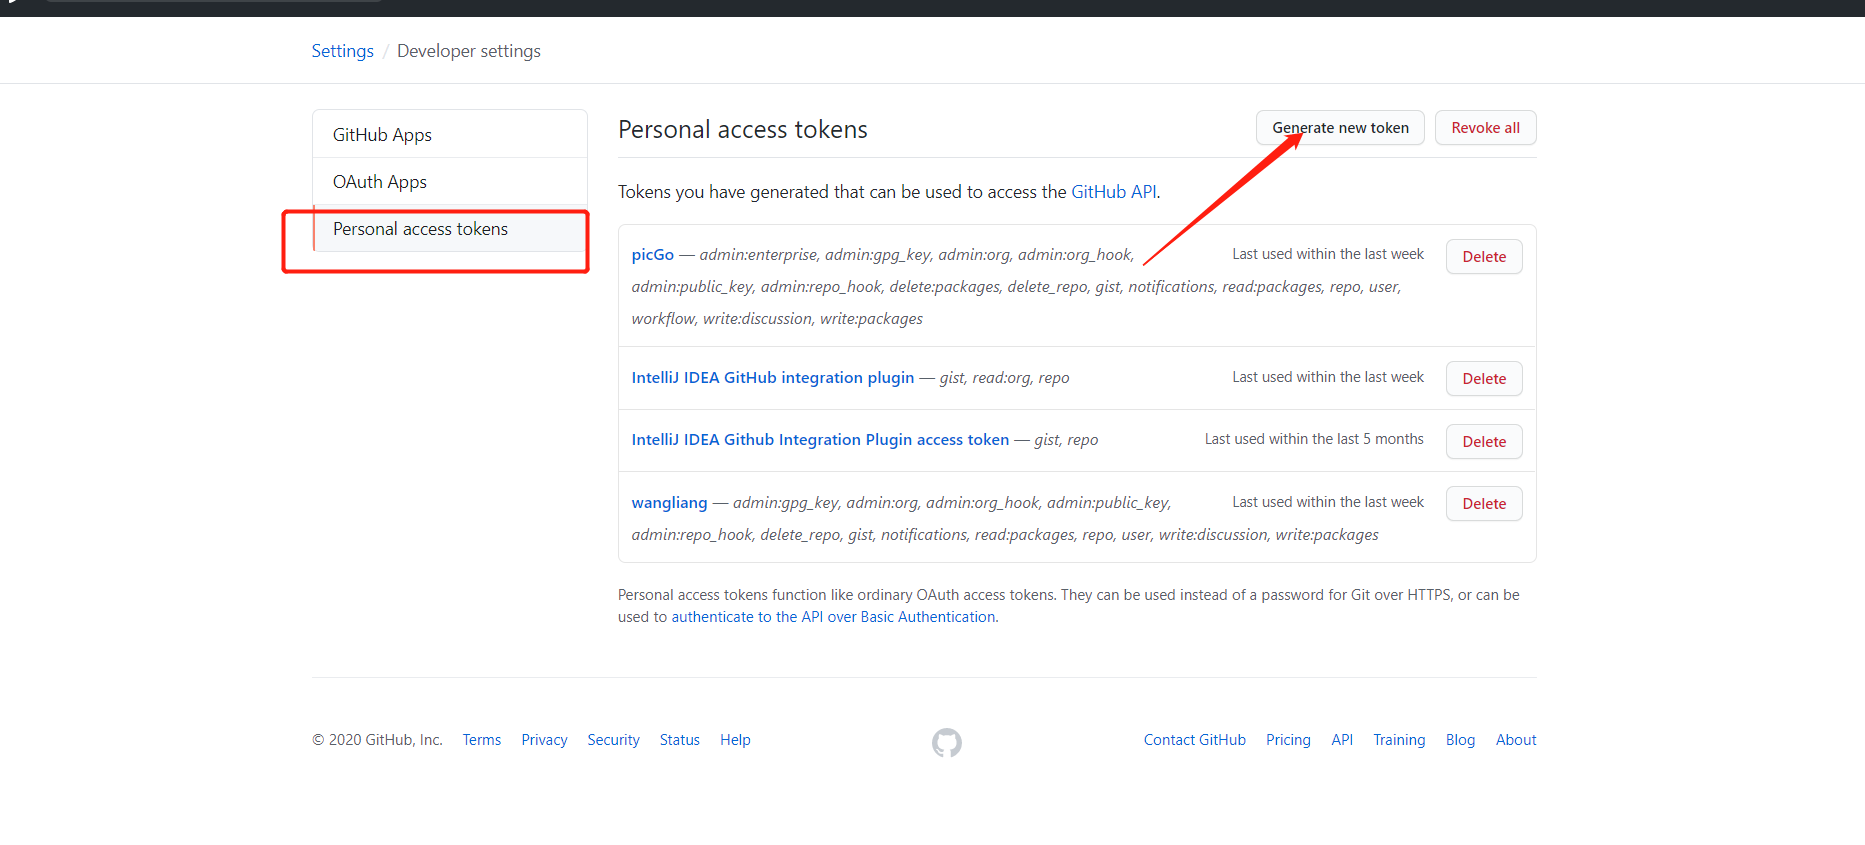 Settings / Developer settings
GitHub Apps
OAuth Apps
Personal access tokens
Personal access tokens
Generate new token
Revoke all
Tokens you have generated that can be used to access the GitHub API.
picGo — admin:enterprise, admin:gpg_key, admin:org, admin:org_hook,
admin:public_key, admin:repo_hook, delete:packages, delete_repo, gist, notifications, read:packages, repo, user,
workflow, write:discussion, write:packages
Last used within the last week
Delete
IntelliJ IDEA GitHub integration plugin — gist, read:org, repo
Last used within the last week
Delete
IntelliJ IDEA Github Integration Plugin access token — gist, repo
Last used within the last 5 months
Delete
wangliang — admin:gpg_key, admin:org, admin:org_hook, admin:public_key,
admin:repo_hook, delete_repo, gist, notifications, read:packages, repo, user, write:discussion, write:packages
Last used within the last week
Delete
Personal access tokens function like ordinary OAuth access tokens. They can be used instead of a password for Git over HTTPS, or can be
used to authenticate to the API over Basic Authentication.
© 2020 GitHub, Inc. Terms Privacy Security Status Help
Contact GitHub Pricing API Training Blog About